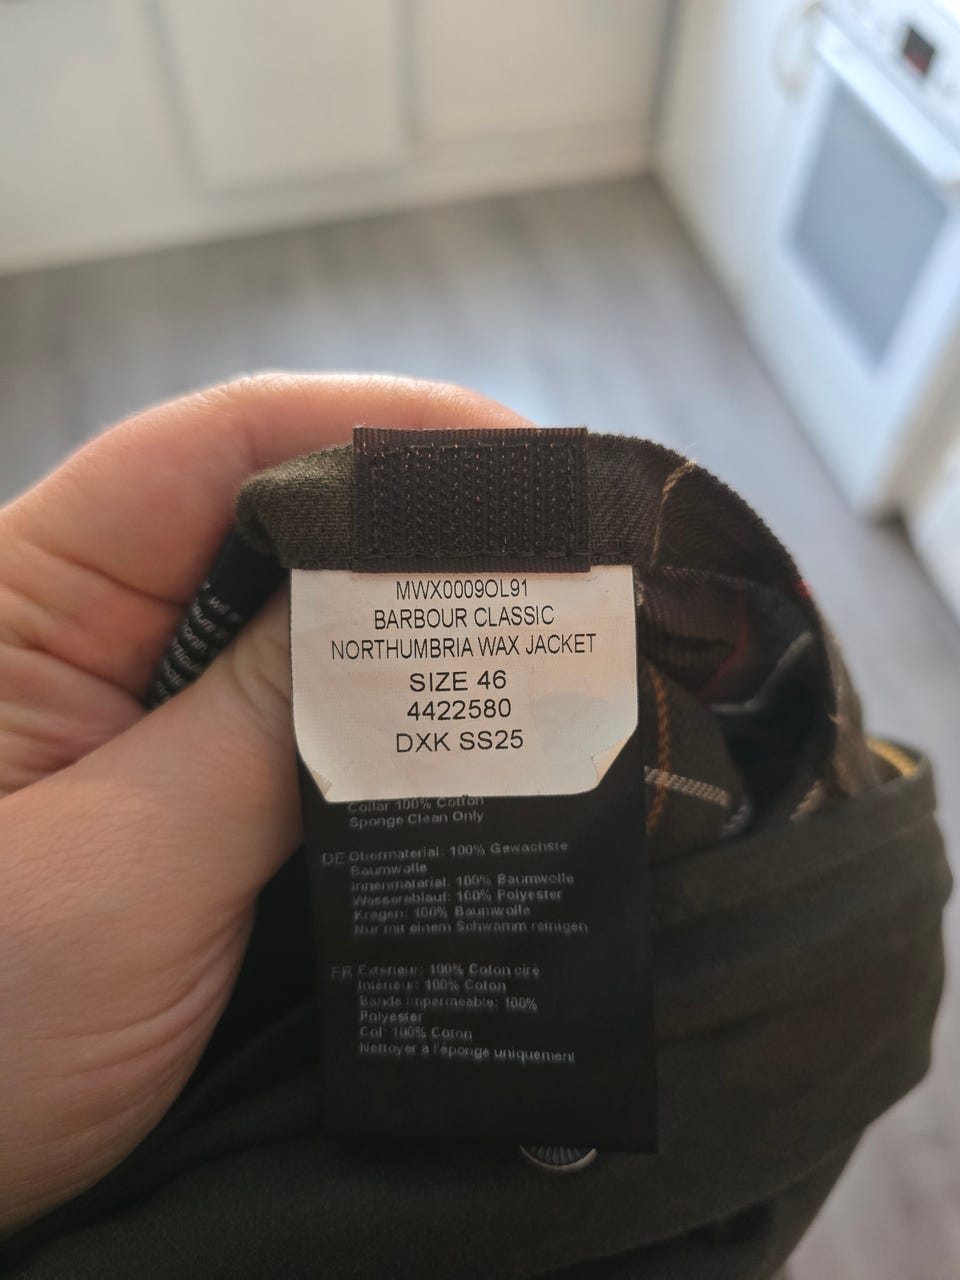 MWX0009OL91
BARBOUR CLASSIC
NORTHUMBRIA WAX JACKET
SIZE 46
4422580
DXK SS25
Collar 100% Cotton
Sponge Clean Only
DE Obermaterial: 100% Gewachste
Baumwolle
Innenmaterial: 100% Baumwolle
Wasserablauf: 100% Polyester
Kragen: 100% Baumwolle
Nur mit einem Schwamm reinigen
FR Extérieur: 100% Coton ciré
Intérieur: 100% Coton
Bande imperméable: 100%
Polyester
Col: 100% Coton
Nettoyer à l'éponge uniquement